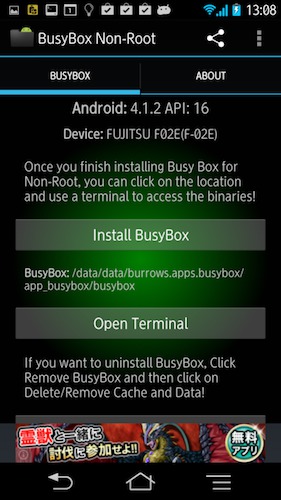 13:08
BusyBox Non-Root
BUSYBOX
ABOUT
Android: 4.1.2 API: 16
Device: FUJITSU F02E(F-02E)
Once you finish installing Busy Box for
Non-Root, you can click on the location
and use a terminal to access the binaries!
Install BusyBox
BusyBox: /data/data/burrows.apps.busybox/
app_busybox/busybox
Open Terminal
If you want to uninstall BusyBox, Click
Remove BusyBox and then click on
Delete/Remove Cache and Data!
霊獣と一緒に
討伐に参加せよ!!
無料
アプリ